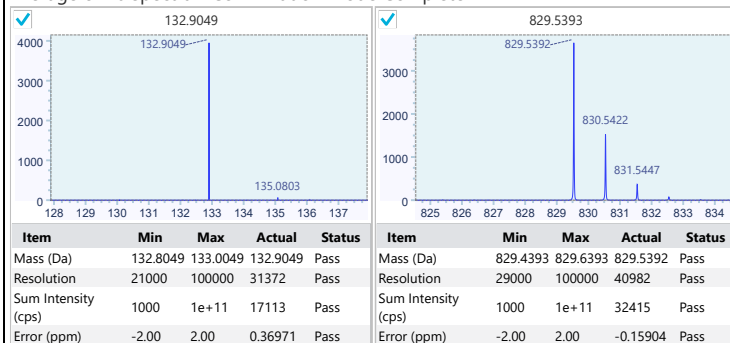 132.9049
4000
3000
2000
1000
0
132.9049
135.0803
128 129 130 131 132 133 134 135 136 137
Item Min Max Actual Status
Mass (Da) 132.8049 133.0049 132.9049 Pass
Resolution 21000 100000 31372 Pass
Sum Intensity
(cps) 1000 1e+11 17113 Pass
Error (ppm) -2.00 2.00 0.36971 Pass
829.5393
3000
2000
1000
0
829.5392
830.5422
831.5447
825 826 827 828 829 830 831 832 833 834
Item Min Max Actual Status
Mass (Da) 829.4393 829.6393 829.5392 Pass
Resolution 29000 100000 40982 Pass
Sum Intensity
(cps) 1000 1e+11 32415 Pass
Error (ppm) -2.00 2.00 -0.15904 Pass